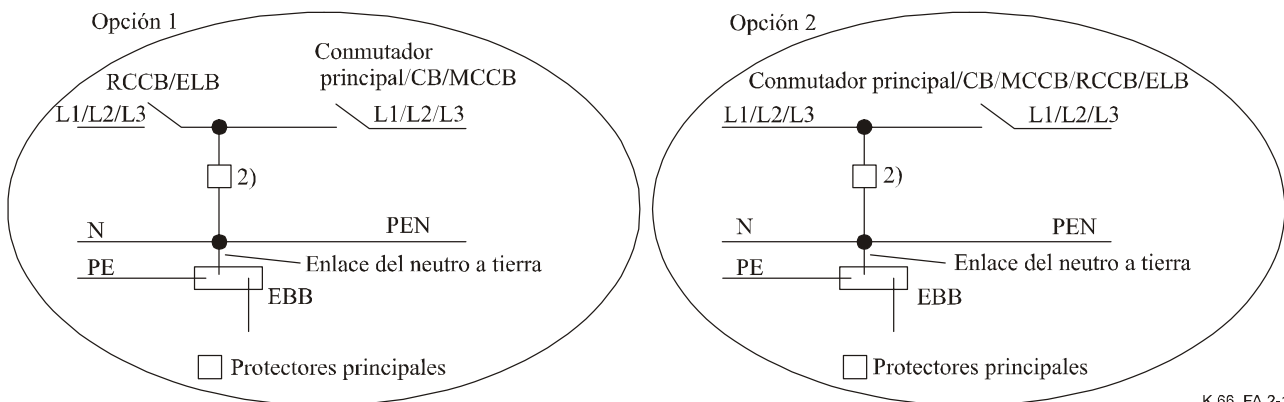 Opción 1
Conmutador
principal/CB/MCCB
RCCB/ELB
L1/L2/L3
L1/L2/L3
2)
N
PEN
PE
Enlace del neutro a tierra
EBB
Protectores principales
Opción 2
Conmutador principal/CB/MCCB/RCCB/ELB
L1/L2/L3
L1/L2/L3
2)
N
PEN
PE
Enlace del neutro a tierra
EBB
Protectores principales